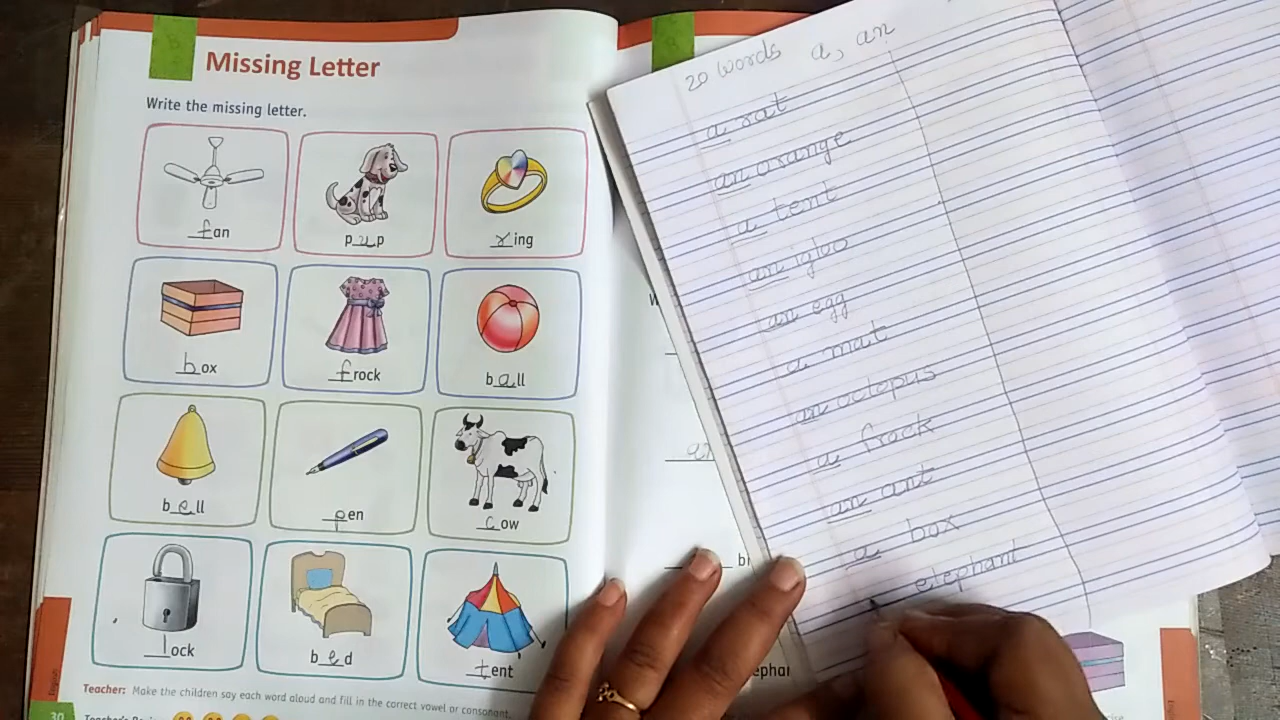 Missing Letter
Write the missing letter.
fan
pup
ring
box
frock
ball
bell
pen
cow
lock
bed
tent
Teacher: Make the children say each word aloud and fill in the correct vowel or consonant.
30
English
20 words a, an
a rat
an orange
a tent
an igloo
an egg
a mat
an octopus
a frock
an ant
a box
elephant